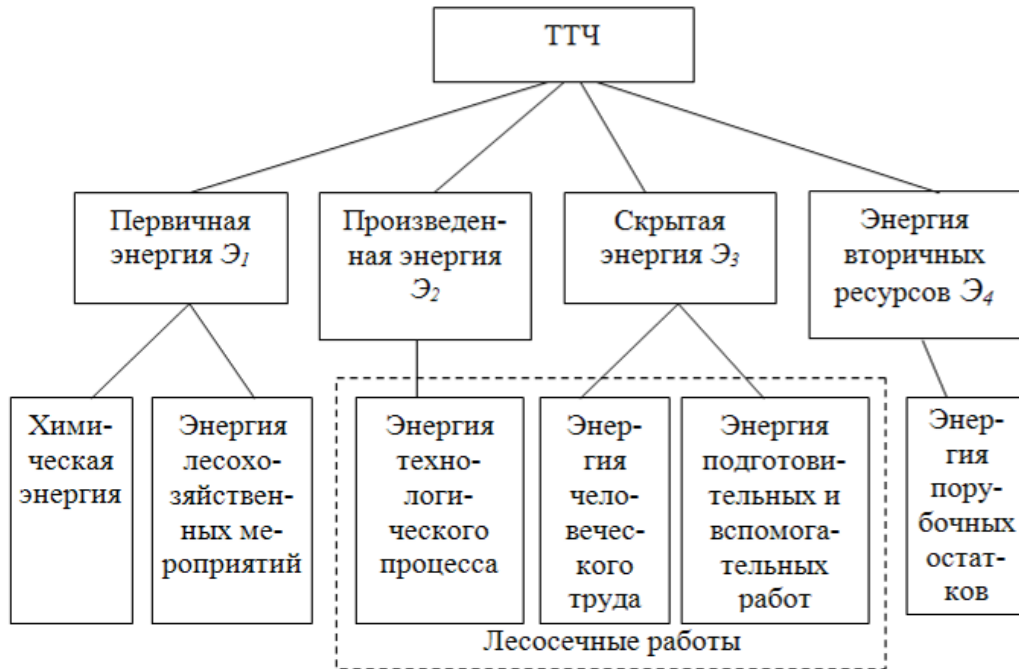 ТТЧ
Первичная
энергия Э1
Произведен-
ная энергия
Э2
Скрытая
энергия Э3
Энергия
вторичных
ресурсов Э4
Хими-
ческая
энергия
Энергия
лесохо-
зяйствен-
ных ме-
роприятий
Энергия
техно-
логи-
ческого
процесса
Энер-
гия
чело-
вечес-
кого
труда
Энергия
подготови-
тельных и
вспомога-
тельных
работ
Энер-
гия
пору-
бочных
остат-
ков
Лесосечные работы